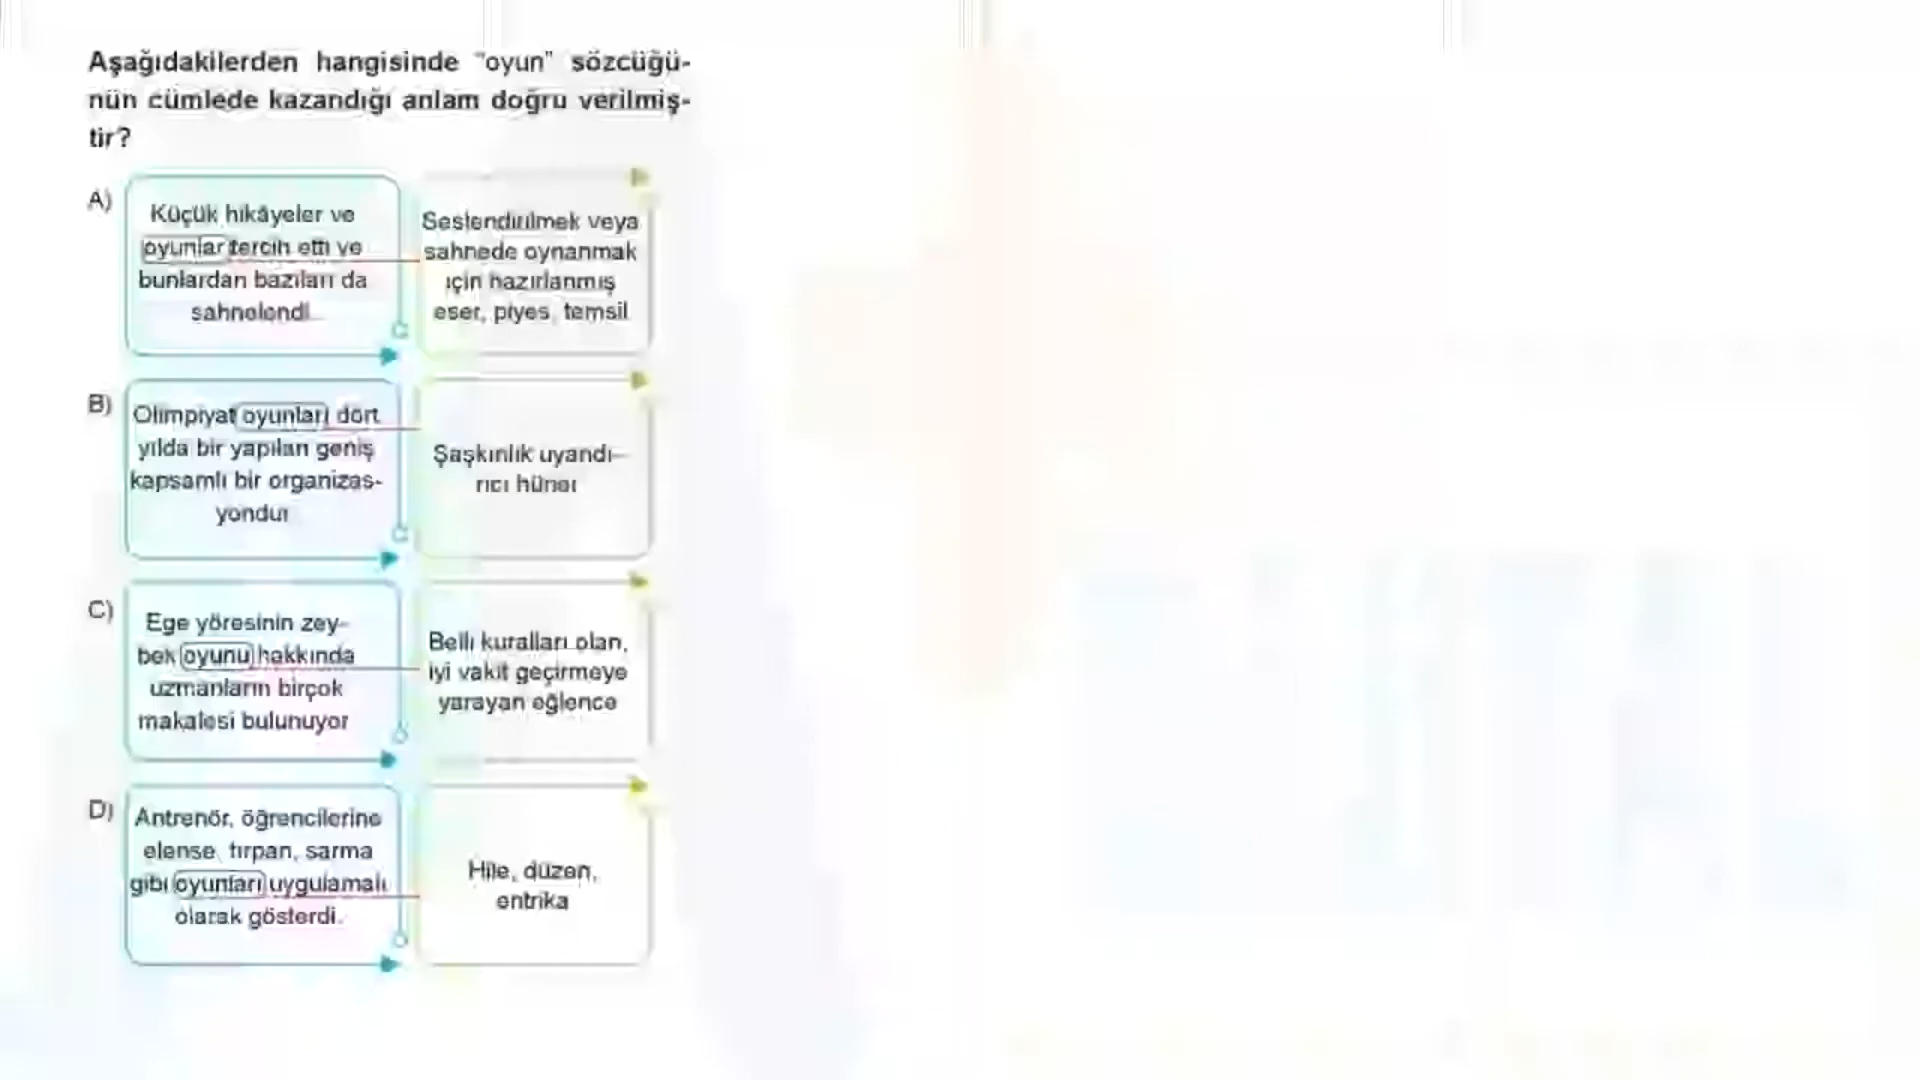 Aşağıdakilerden hangisinde "oyun" sözcüğü-
nün cümlede kazandığı anlam doğru verilmiş-
tir?
A)
Küçük hikâyeler ve
oyunlar tercih etti ve
bunlardan bazıları da
sahnelendi.
Seslendirilmek veya
sahnede oynanmak
için hazırlanmış
eser, piyes, temsil
B)
Olimpiyat oyunları dört
yılda bir yapılan geniş
kapsamlı bir organizas-
yondur.
Şaşkınlık uyandı-
rıcı hüner
C)
Ege yöresinin zey-
bek oyunu hakkında
uzmanların birçok
makalesi bulunuyor
Belli kuralları olan,
iyi vakit geçirmeye
yarayan eğlence
D)
Antrenör, öğrencilerine
elense, tırpan, sarma
gibi oyunları uygulamalı
olarak gösterdi.
Hile, düzen,
entrika